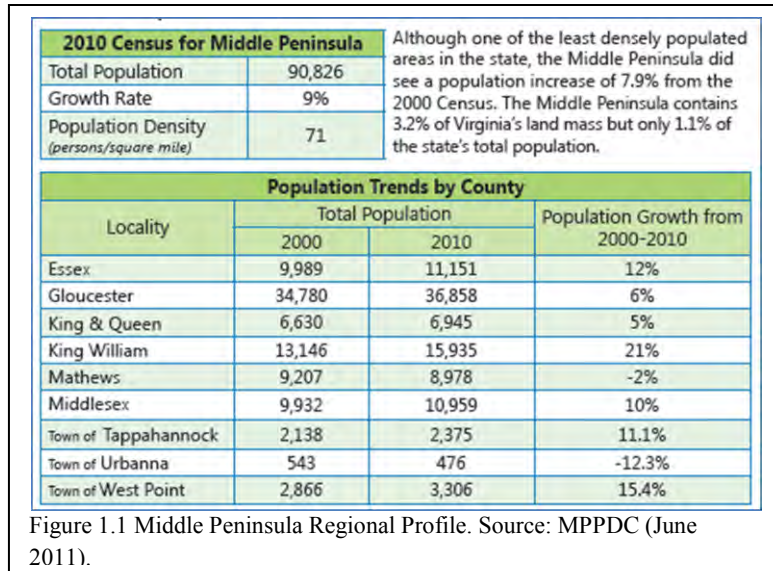 2010 Census for Middle Peninsula
Total Population 90,826
Growth Rate 9%
Population Density
(persons/square mile) 71
Although one of the least densely populated
areas in the state, the Middle Peninsula did
see a population increase of 7.9% from the
2000 Census. The Middle Peninsula contains
3.2% of Virginia's land mass but only 1.1% of
the state's total population.
Population Trends by County
Locality Total Population Population Growth from
2000-2010
2000 2010
Essex 9,989 11,151 12%
Gloucester 34,780 36,858 6%
King & Queen 6,630 6,945 5%
King William 13,146 15,935 21%
Mathews 9,207 8,978 -2%
Middlesex 9,932 10,959 10%
Town of Tappahannock 2,138 2,375 11.1%
Town of Urbanna 543 476 -12.3%
Town of West Point 2,866 3,306 15.4%
Figure 1.1 Middle Peninsula Regional Profile. Source: MPPDC (June
2011).